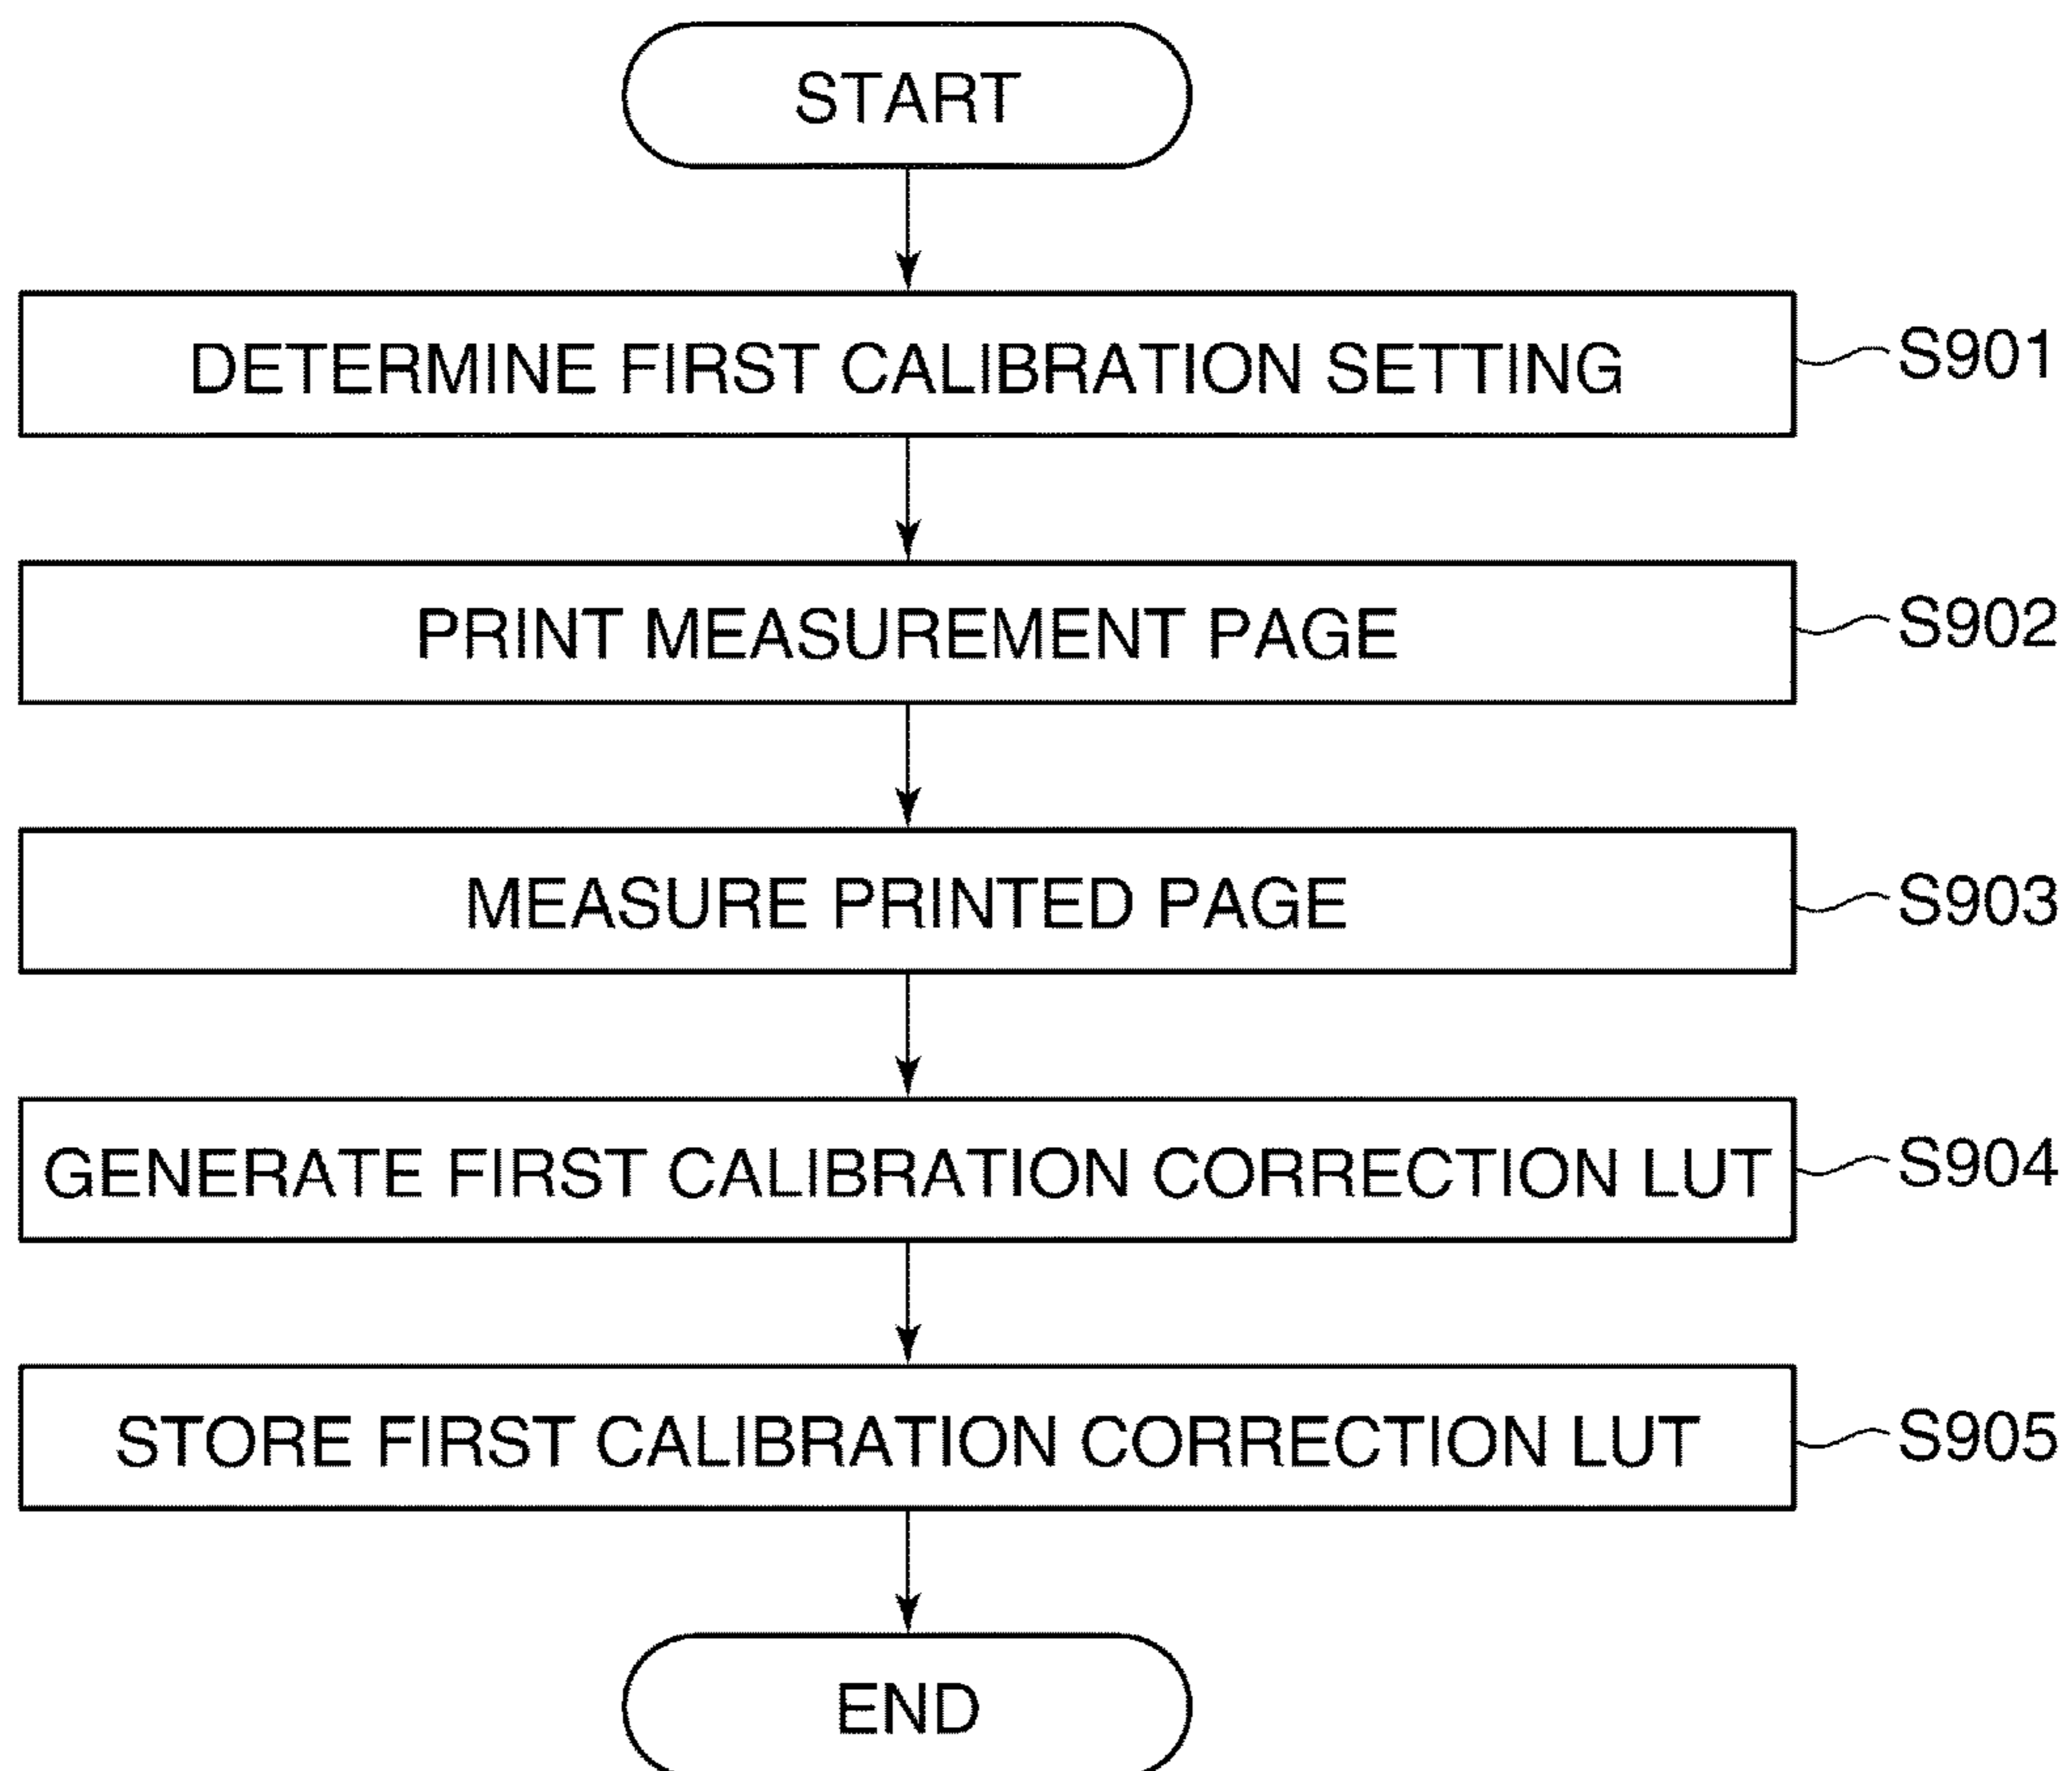 START
DETERMINE FIRST CALIBRATION SETTING
S901
PRINT MEASUREMENT PAGE
S902
MEASURE PRINTED PAGE
S903
GENERATE FIRST CALIBRATION CORRECTION LUT
S904
STORE FIRST CALIBRATION CORRECTION LUT
S905
END